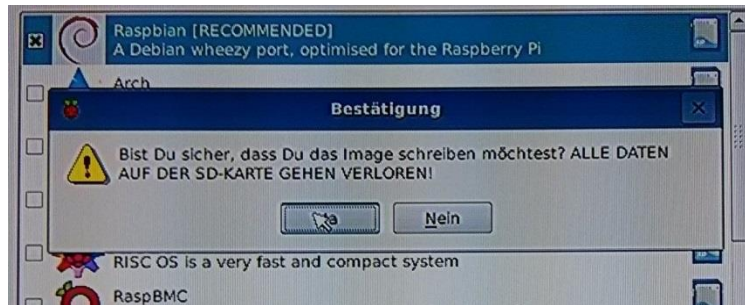 Raspbian [RECOMMENDED]
A Debian wheezy port, optimised for the Raspberry Pi
Arch
Bestätigung
Bist Du sicher, dass Du das Image schreiben möchtest? ALLE DATEN
AUF DER SD-KARTE GEHEN VERLOREN!
Nein
RISC OS is a very fast and compact system
RaspBMC